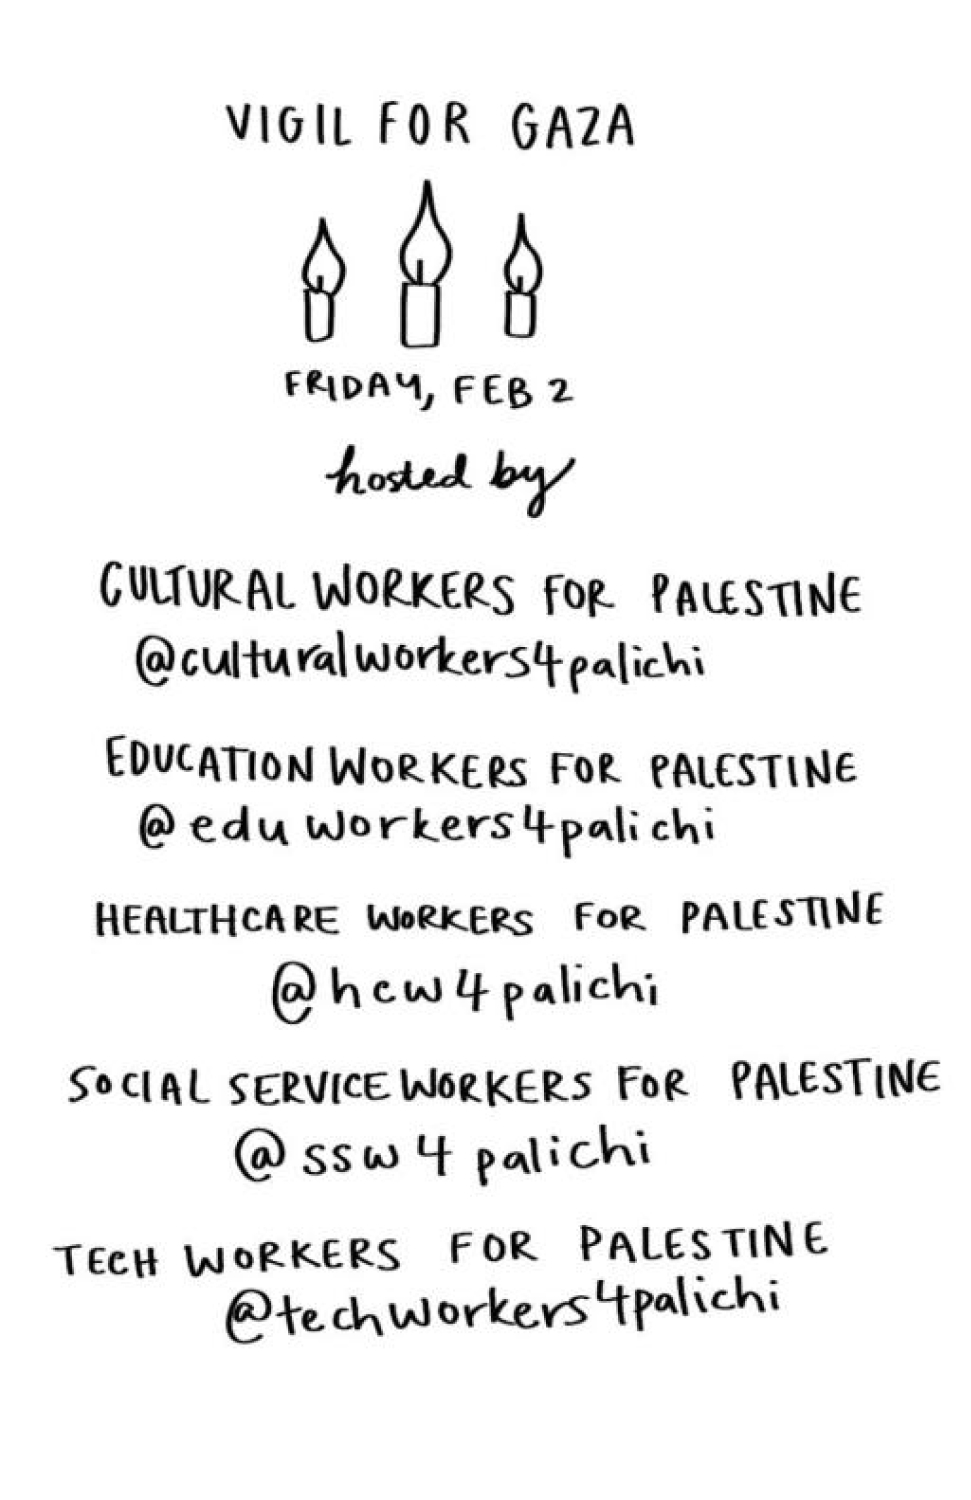 VIGIL FOR GAZA
FRIDAY, FEB 2
hosted by
CULTURAL WORKERS FOR PALESTINE
@culturalworkers4palichi
EDUCATION WORKERS FOR PALESTINE
@eduworkers4palichi
HEALTHCARE WORKERS FOR PALESTINE
@hcw4palichi
SOCIAL SERVICE WORKERS FOR PALESTINE
@ssw4palichi
TECH WORKERS FOR PALESTINE
@techworkers4palichi